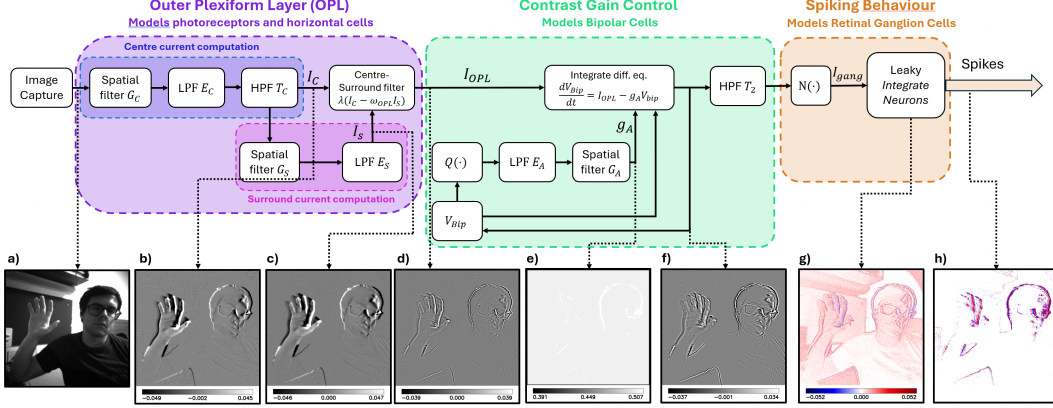 Outer Plexiform Layer (OPL)
Models photoreceptors and horizontal cells
Contrast Gain Control
Models Bipolar Cells
Spiking Behaviour
Models Retinal Ganglion Cells
Centre current computation
Image
Capture
Spatial
filter G_C
LPF E_C
HPF T_C
I_C
Centre-
Surround filter
λ(I_C − ω_OPL I_S)
I_S
Spatial
filter G_S
LPF E_S
Surround current computation
I_OPL
Integrate diff. eq.
dV_Bip
dt
= I_OPL − g_A V_bip
g_A
HPF T_2
Q(·)
LPF E_A
Spatial
filter G_A
V_Bip
N(·)
I_gang
Leaky
Integrate
Neurons
Spikes
a)
b)
c)
d)
e)
f)
g)
h)
−0.049 −0.002 0.045
−0.046 0.000 0.047
−0.039 0.000 0.039
0.391 0.449 0.507
−0.037 −0.001 0.034
−0.052 0.000 0.052